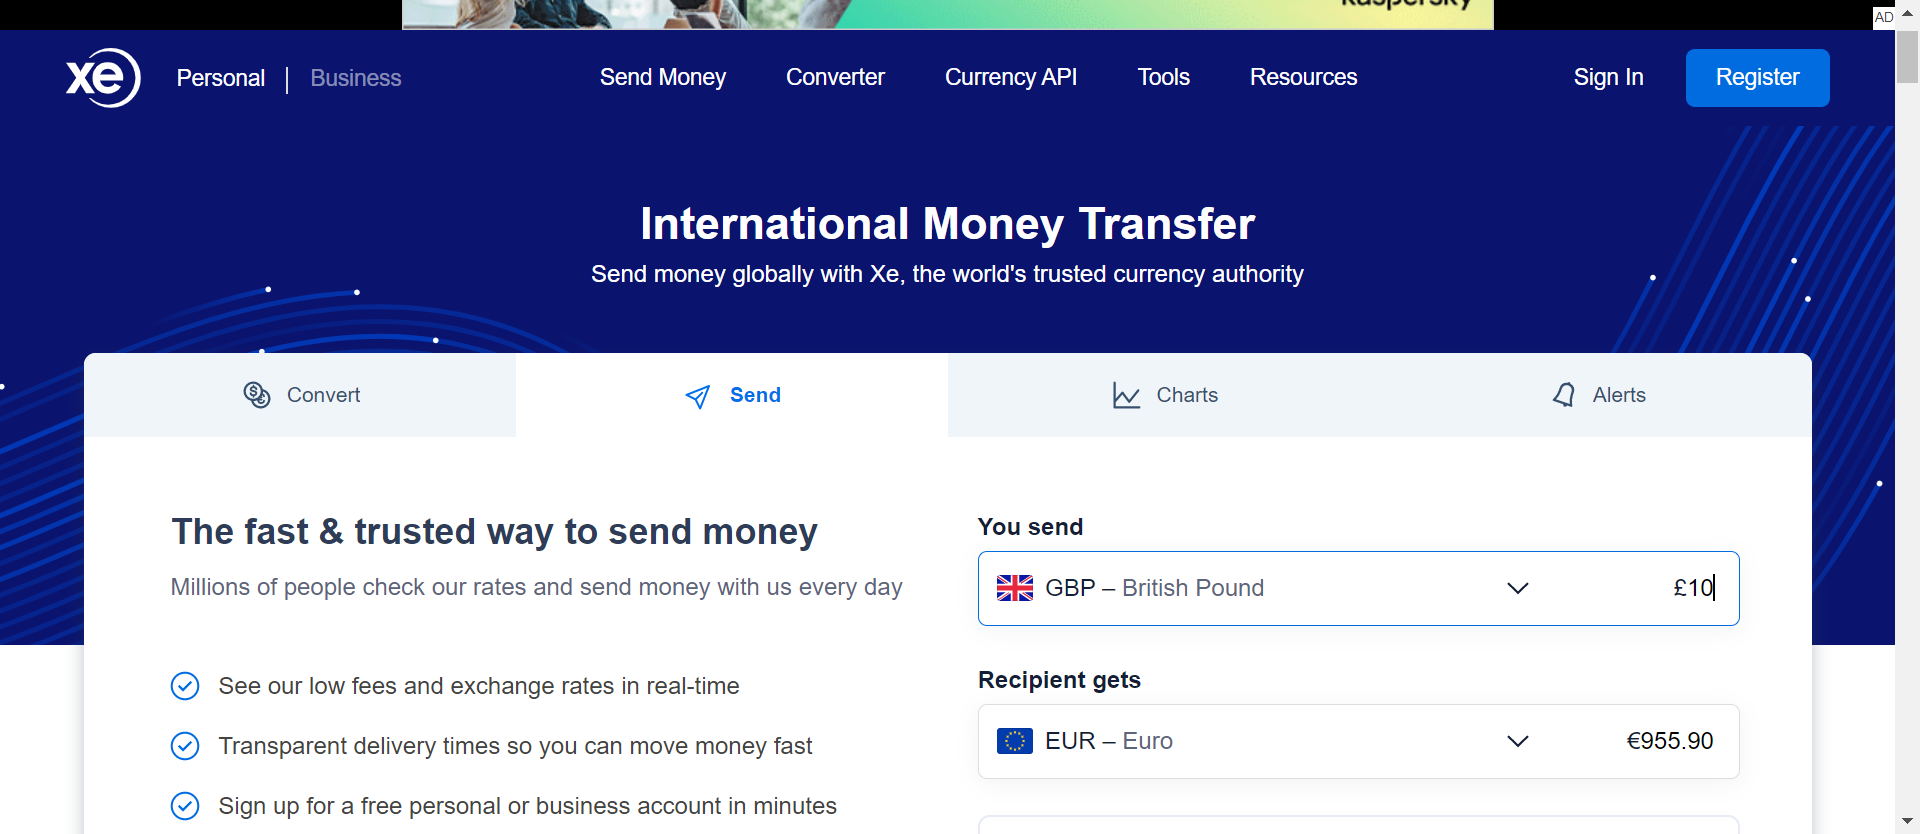 kaspersky
AD
xe
Personal | Business
Send Money
Converter
Currency API
Tools
Resources
Sign In
Register
International Money Transfer
Send money globally with Xe, the world's trusted currency authority
Convert
Send
Charts
Alerts
The fast & trusted way to send money
Millions of people check our rates and send money with us every day
See our low fees and exchange rates in real-time
Transparent delivery times so you can move money fast
Sign up for a free personal or business account in minutes
You send
GBP – British Pound
£10
Recipient gets
EUR – Euro
€955.90